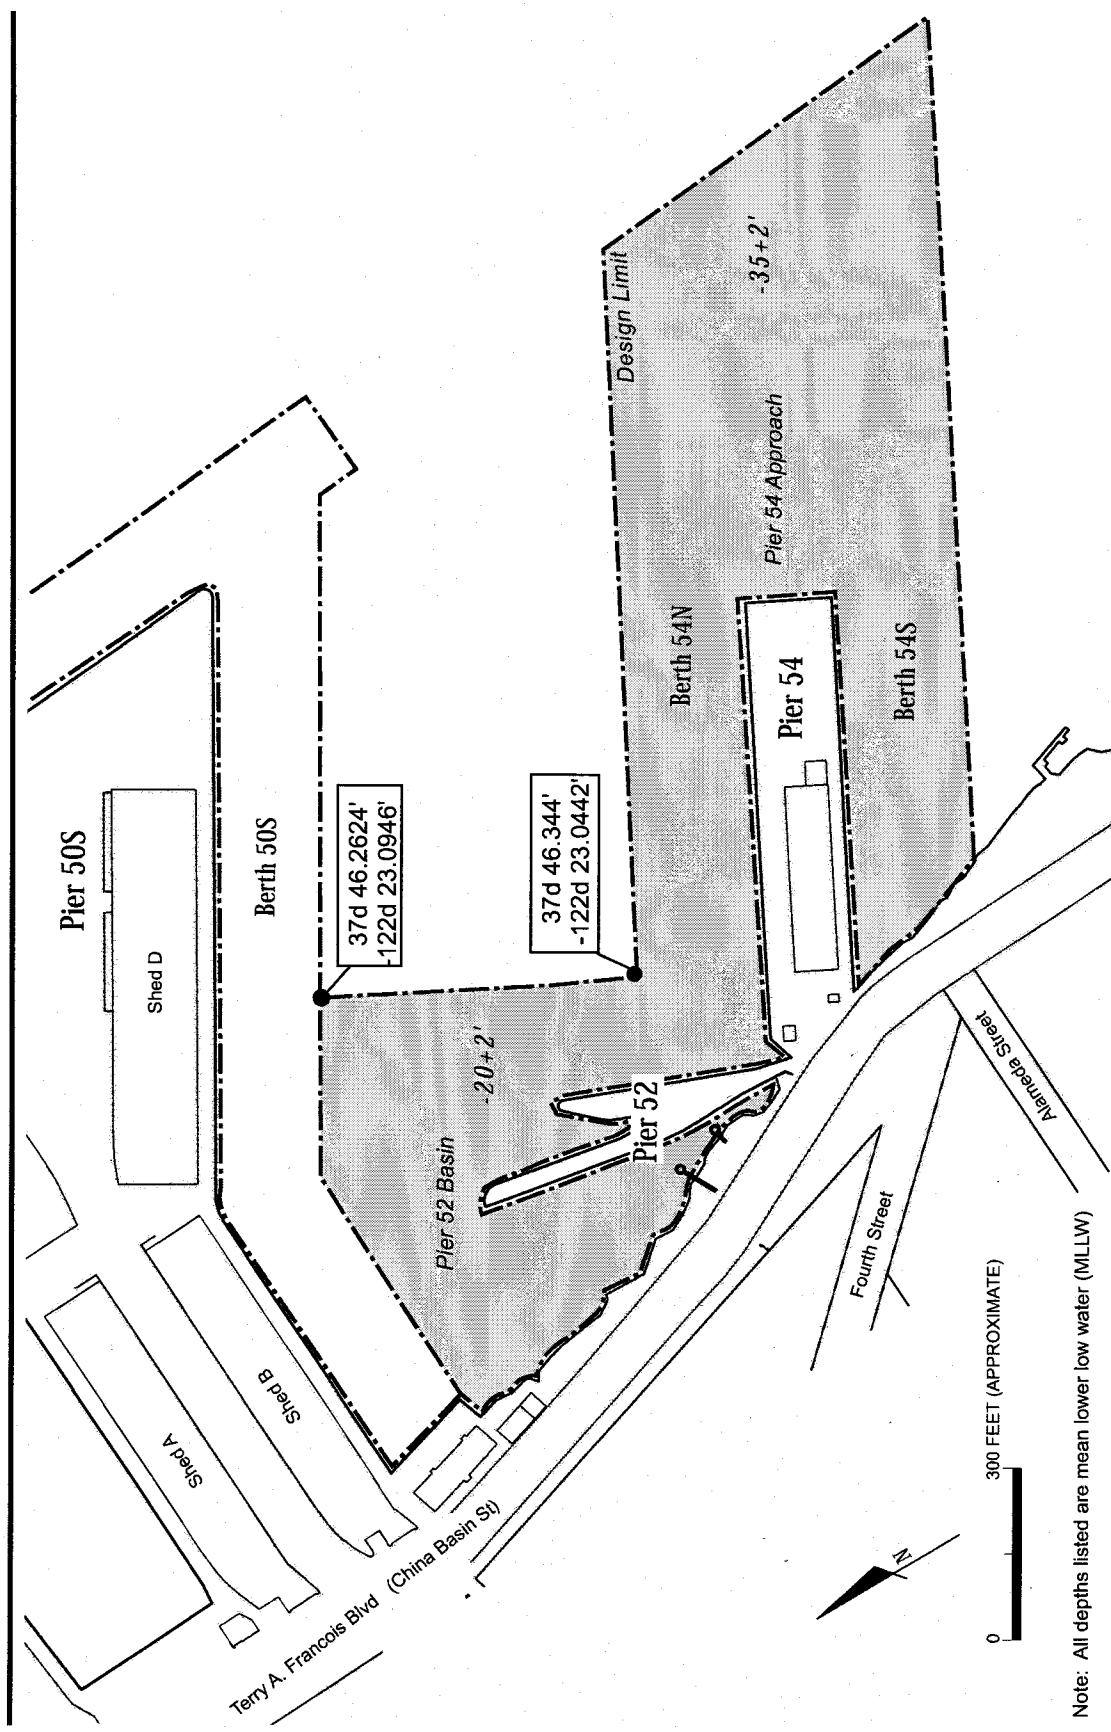 Pier 50S
Shed D
Berth 50S
Shed A
Shed B
37d 46.2624'
-122d 23.0946'
37d 46.344'
-122d 23.0442'
Design Limit
-35+2'
Pier 54 Approach
Berth 54N
Pier 54
Berth 54S
-20+2'
Pier 52 Basin
Pier 52
Terry A. Francois Blvd (China Basin St)
Fourth Street
Alameda Street
N
0
300 FEET (APPROXIMATE)
Note: All depths listed are mean lower low water (MLLW)